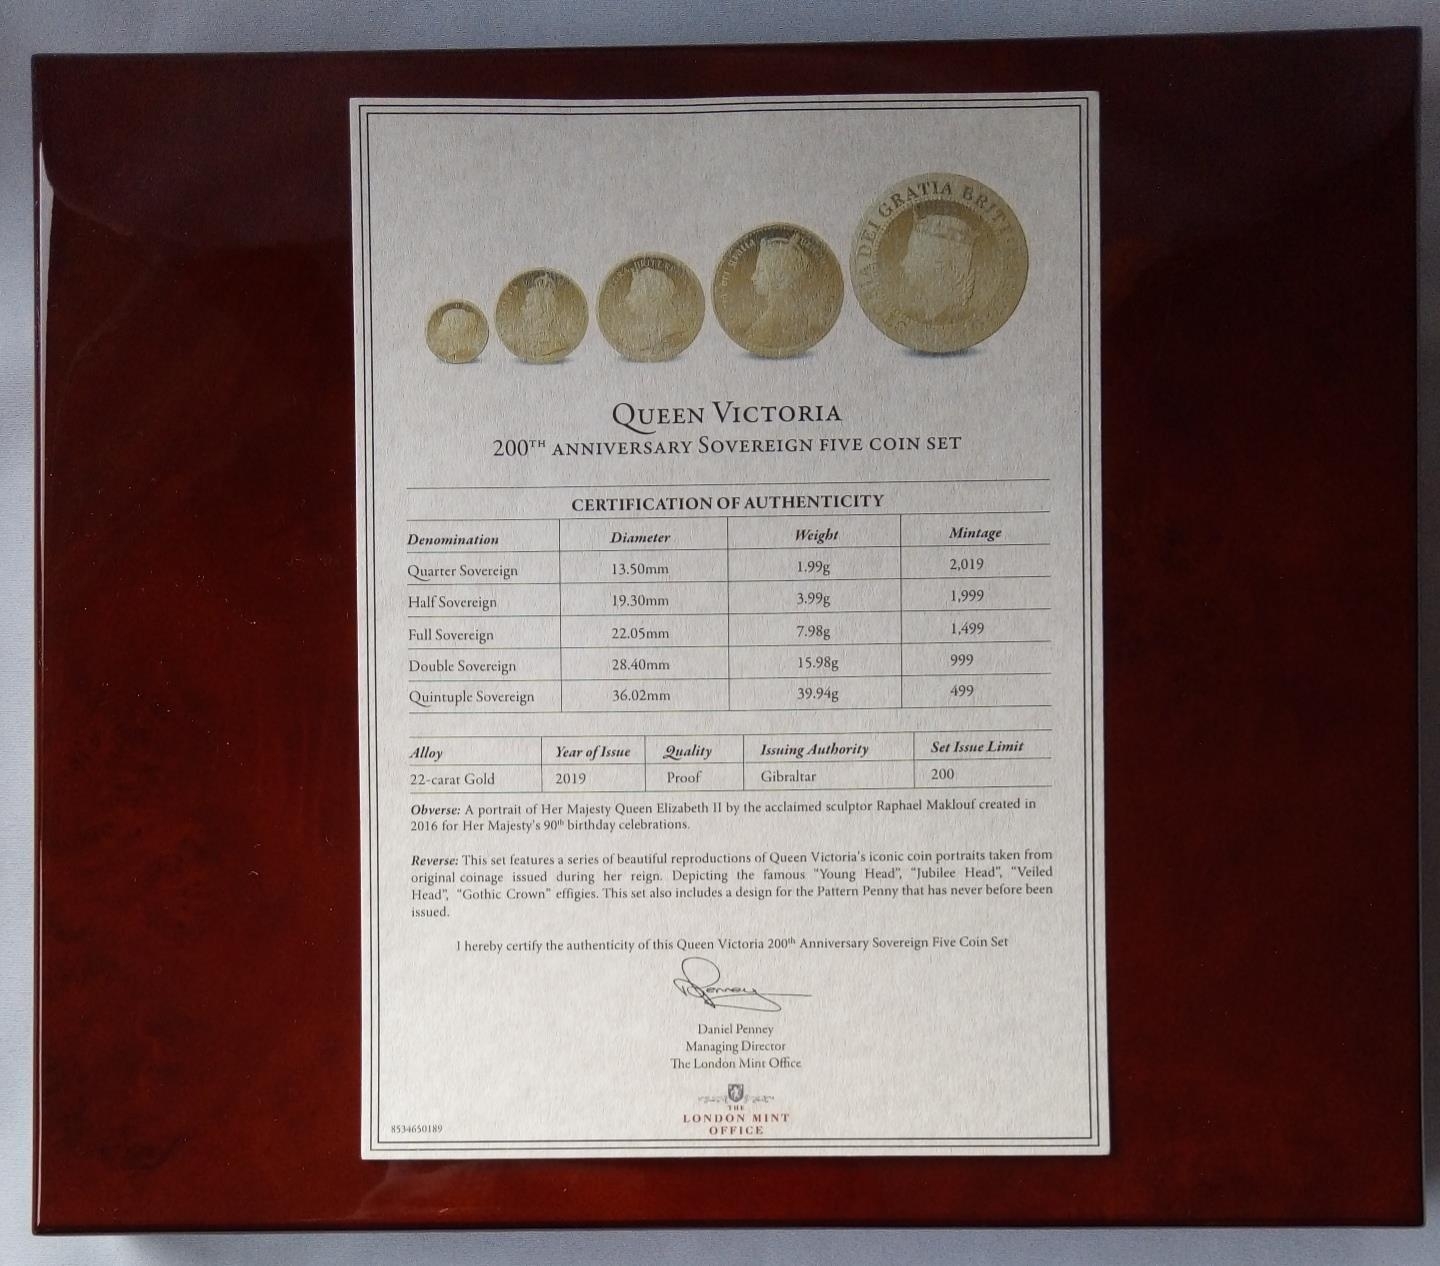 A DEI GRATIA BRIT
QUEEN VICTORIA
200TH ANNIVERSARY SOVEREIGN FIVE COIN SET
CERTIFICATION OF AUTHENTICITY
Denomination Diameter Weight Mintage
Quarter Sovereign 13.50mm 1.99g 2,019
Half Sovereign 19.30mm 3.99g 1,999
Full Sovereign 22.05mm 7.98g 1,499
Double Sovereign 28.40mm 15.98g 999
Quintuple Sovereign 36.02mm 39.94g 499
Alloy Year of Issue Quality Issuing Authority Set Issue Limit
22-carat Gold 2019 Proof Gibraltar 200
Obverse: A portrait of Her Majesty Queen Elizabeth II by the acclaimed sculptor Raphael Maklouf created in
2016 for Her Majesty's 90th birthday celebrations.
Reverse: This set features a series of beautiful reproductions of Queen Victoria's iconic coin portraits taken from
original coinage issued during her reign. Depicting the famous "Young Head", "Jubilee Head", "Veiled
Head", "Gothic Crown" effigies. This set also includes a design for the Pattern Penny that has never before been
issued.
I hereby certify the authenticity of this Queen Victoria 200th Anniversary Sovereign Five Coin Set
Daniel Penney
Managing Director
The London Mint Office
THE
LONDON MINT
OFFICE
8534650189